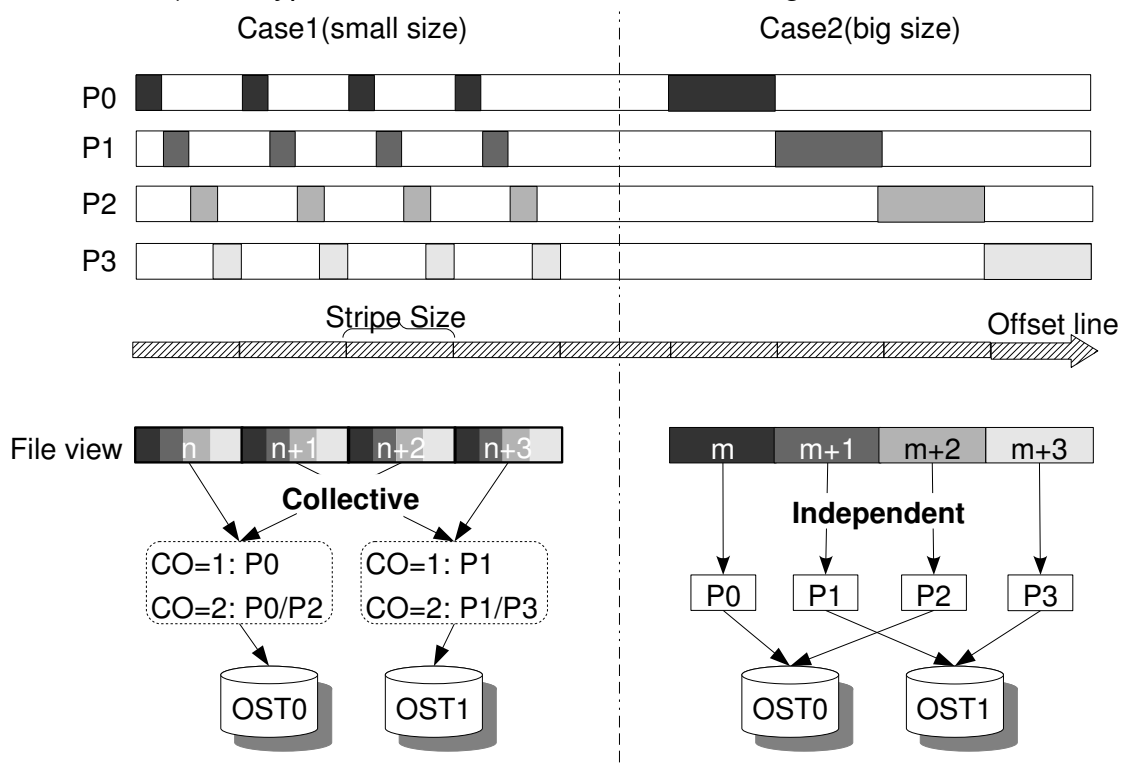 Case1(small size) Case2(big size)
P0
P1
P2
P3
Stripe Size
Offset line
File view n n+1 n+2 n+3 m m+1 m+2 m+3
Collective
Independent
CO=1: P0 CO=1: P1
P0 P1 P2 P3
CO=2: P0/P2 CO=2: P1/P3
OST0 OST1 OST0 OST1